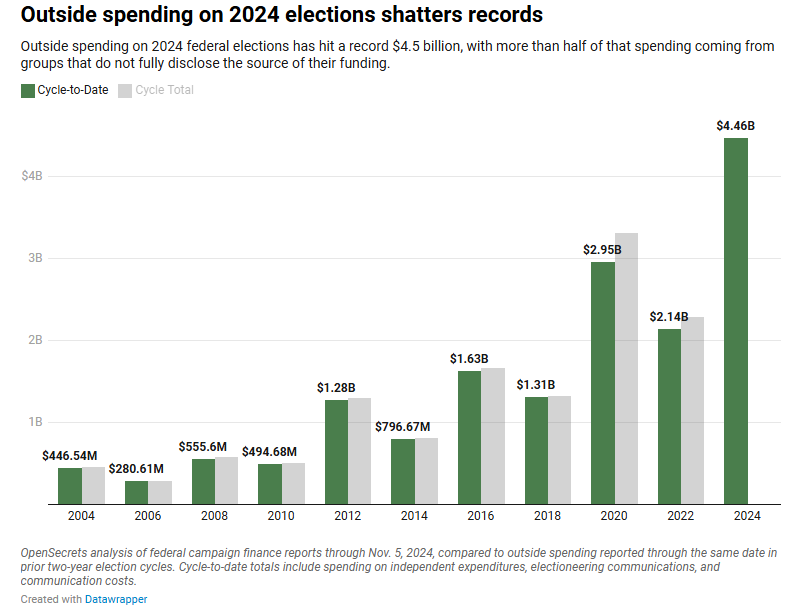 Outside spending on 2024 elections shatters records
Outside spending on 2024 federal elections has hit a record $4.5 billion, with more than half of that spending coming from
groups that do not fully disclose the source of their funding.
Cycle-to-Date Cycle Total
$4.46B
$4B
3B
$2.95B
2B
$2.14B
$1.63B
$1.28B
$1.31B
1B
$796.67M
$446.54M
$280.61M
$555.6M
$494.68M
2004 2006 2008 2010 2012 2014 2016 2018 2020 2022 2024
OpenSecrets analysis of federal campaign finance reports through Nov. 5, 2024, compared to outside spending reported through the same date in
prior two-year election cycles. Cycle-to-date totals include spending on independent expenditures, electioneering communications, and
communication costs.
Created with Datawrapper